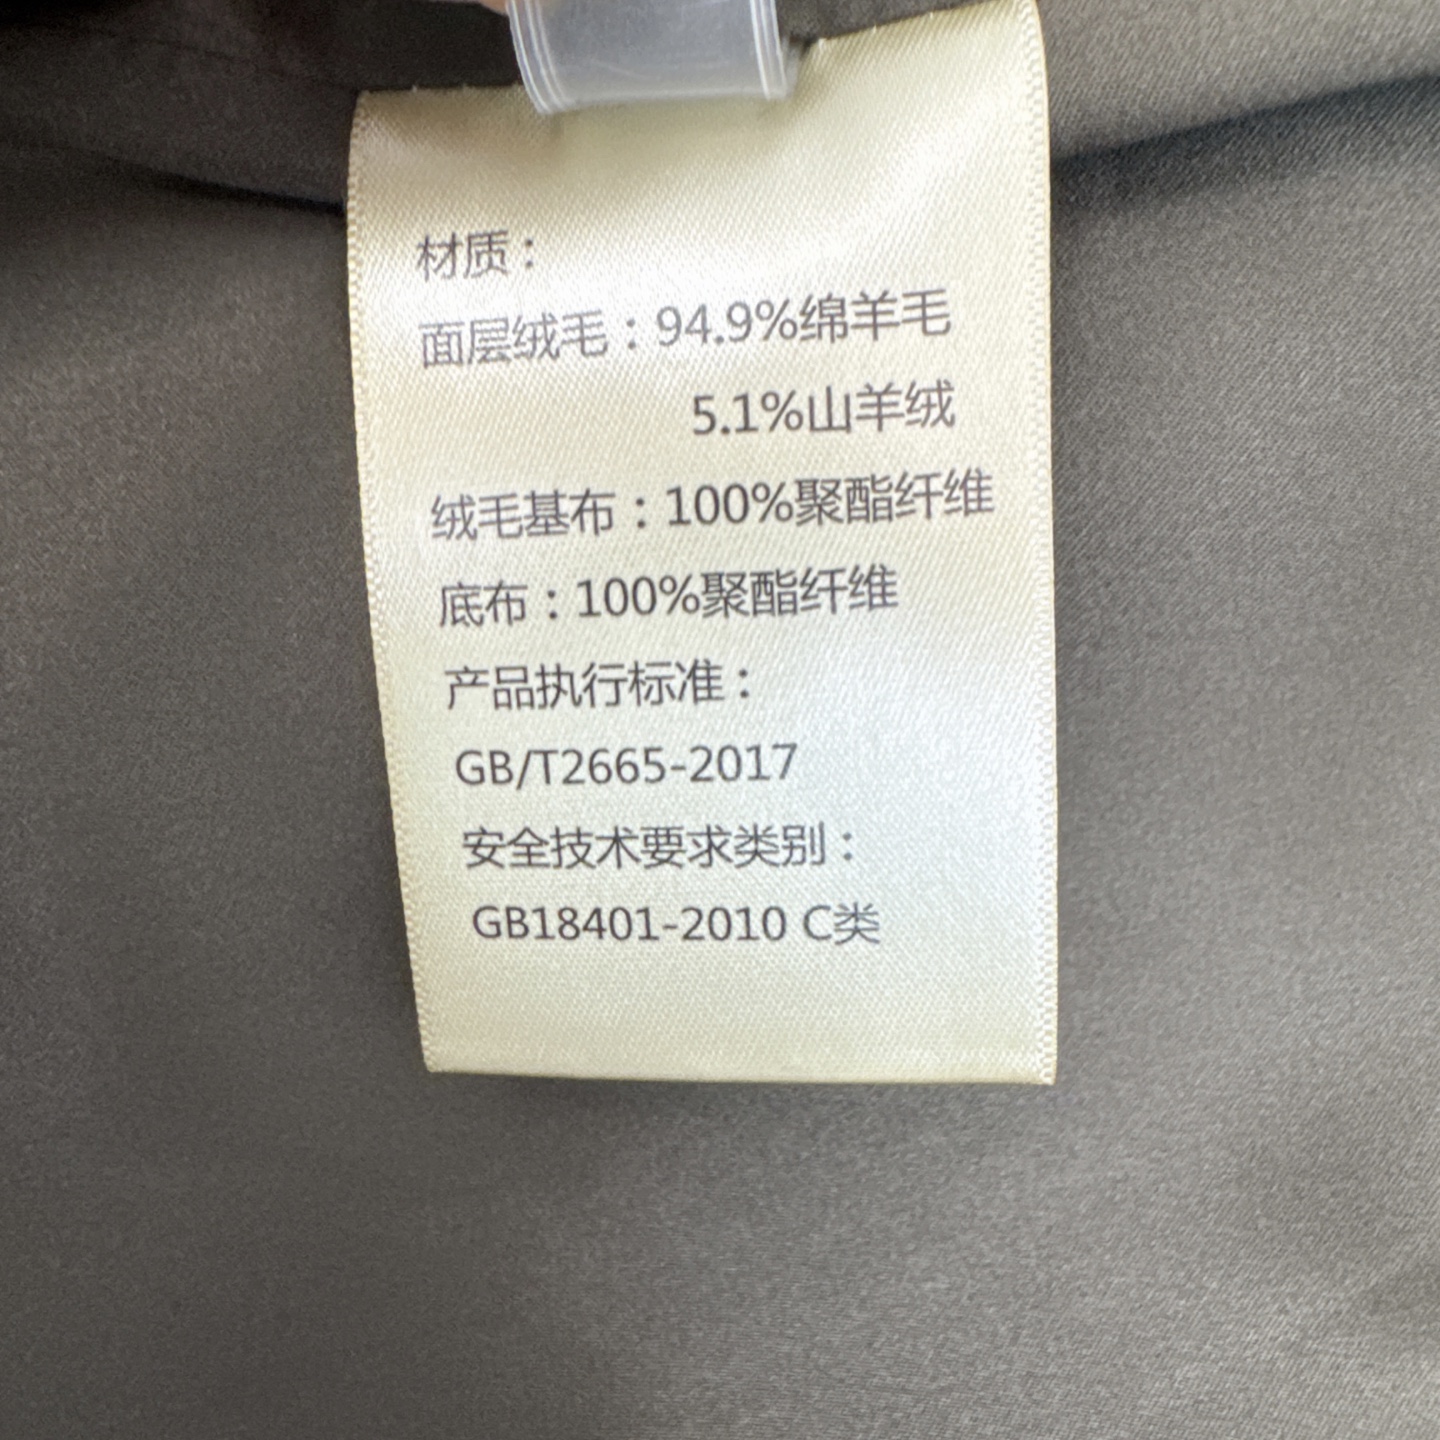 材质：
面层绒毛：94.9%绵羊毛
5.1%山羊绒
绒毛基布：100%聚酯纤维
底布：100%聚酯纤维
产品执行标准：
GB/T2665-2017
安全技术要求类别：
GB18401-2010 C类